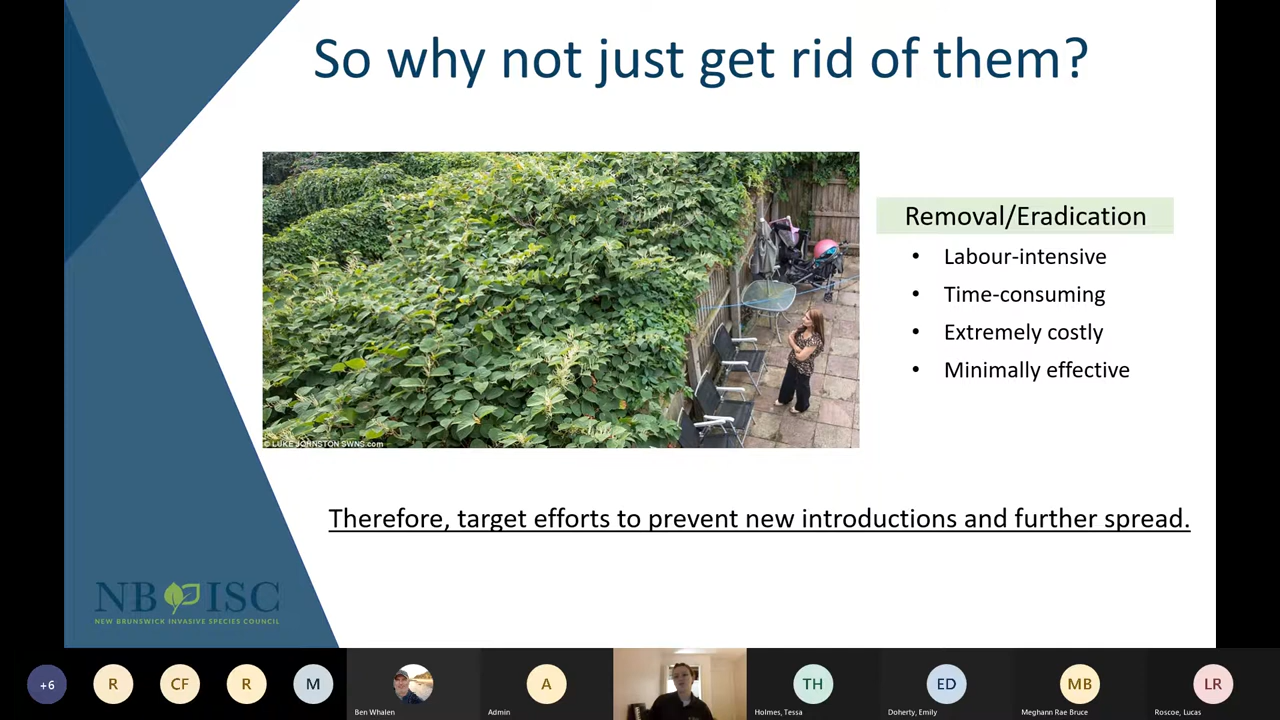 So why not just get rid of them?
Removal/Eradication
• Labour-intensive
• Time-consuming
• Extremely costly
• Minimally effective
© LUKE JOHNSTON SWNS.com
Therefore, target efforts to prevent new introductions and further spread.
NB ISC
NEW BRUNSWICK INVASIVE SPECIES COUNCIL
+6
R
CF
R
M
A
TH
ED
MB
LR
Ben Whalen
Admin
Holmes, Tessa
Doherty, Emily
Meghann Rae Bruce
Roscoe, Lucas